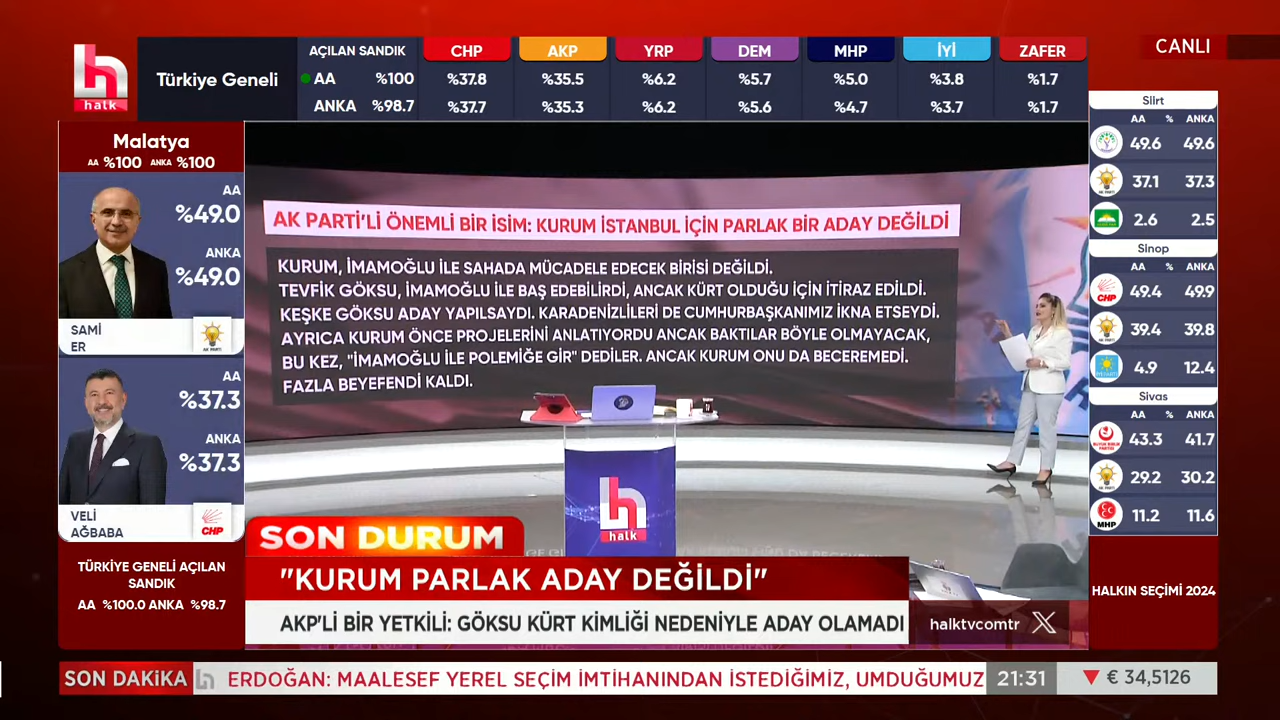 h
halk
Türkiye Geneli
AÇILAN SANDIK
AA %100
ANKA %98.7
CHP AKP YRP DEM MHP İYİ ZAFER
%37.8 %35.5 %6.2 %5.7 %5.0 %3.8 %1.7
%37.7 %35.3 %6.2 %5.6 %4.7 %3.7 %1.7
CANLI
Malatya
AA %100 ANKA %100
AA
%49.0
ANKA
%49.0
SAMİ
ER
AK PARTİ
AA
%37.3
ANKA
%37.3
VELİ
AĞBABA
CHP
TÜRKİYE GENELİ AÇILAN
SANDIK
AA %100.0 ANKA %98.7
AK PARTİ'Lİ ÖNEMLİ BİR İSİM: KURUM İSTANBUL İÇİN PARLAK BİR ADAY DEĞİLDİ
KURUM, İMAMOĞLU İLE SAHADA MÜCADELE EDECEK BİRİSİ DEĞİLDİ.
TEVFİK GÖKSU, İMAMOĞLU İLE BAŞ EDEBİLİRDİ, ANCAK KÜRT OLDUĞU İÇİN İTİRAZ EDİLDİ.
KEŞKE GÖKSU ADAY YAPILSAYDI. KARADENİZLİLERİ DE CUMHURBAŞKANIMIZ İKNA ETSEYDİ.
AYRICA KURUM ÖNCE PROJELERİNİ ANLATIYORDU ANCAK BAKTILAR BÖYLE OLMAYACAK,
BU KEZ, "İMAMOĞLU İLE POLEMİĞE GİR" DEDİLER. ANCAK KURUM ONU DA BECEREMEDİ.
FAZLA BEYEFENDİ KALDI.
h
halk
Siirt
AA % ANKA
49.6 49.6
AK PARTİ 37.1 37.3
2.6 2.5
Sinop
AA % ANKA
CHP 49.4 49.9
AK PARTİ 39.4 39.8
4.9 12.4
Sivas
AA % ANKA
43.3 41.7
AK PARTİ 29.2 30.2
MHP 11.2 11.6
HALKIN SEÇİMİ 2024
SON DURUM
"KURUM PARLAK ADAY DEĞİLDİ"
AKP'Lİ BİR YETKİLİ: GÖKSU KÜRT KİMLİĞİ NEDENİYLE ADAY OLAMADI
halktvcomtr X
SON DAKİKA h ERDOĞAN: MAALESEF YEREL SEÇİM İMTİHANINDAN İSTEDİĞİMİZ, UMDUĞUMUZ 21:31 ▼ € 34,5126